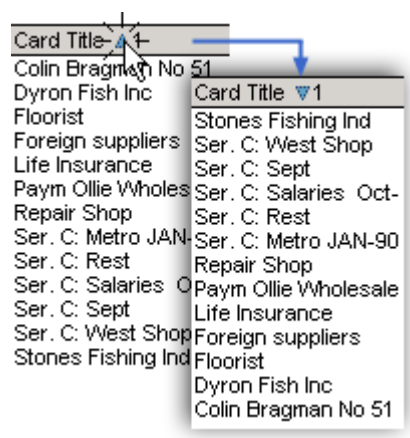 Card Title 1
Colin Bragman No 51
Dyron Fish Inc
Floorist
Foreign suppliers
Life Insurance
Paym Ollie Wholes
Repair Shop
Ser. C: Metro JAN-
Ser. C: Rest
Ser. C: Salaries O
Ser. C: Sept
Ser. C: West Shop
Stones Fishing Ind
Card Title 1
Stones Fishing Ind
Ser. C: West Shop
Ser. C: Sept
Ser. C: Salaries Oct-
Ser. C: Rest
Ser. C: Metro JAN-90
Repair Shop
Paym Ollie Wholesale
Life Insurance
Foreign suppliers
Floorist
Dyron Fish Inc
Colin Bragman No 51